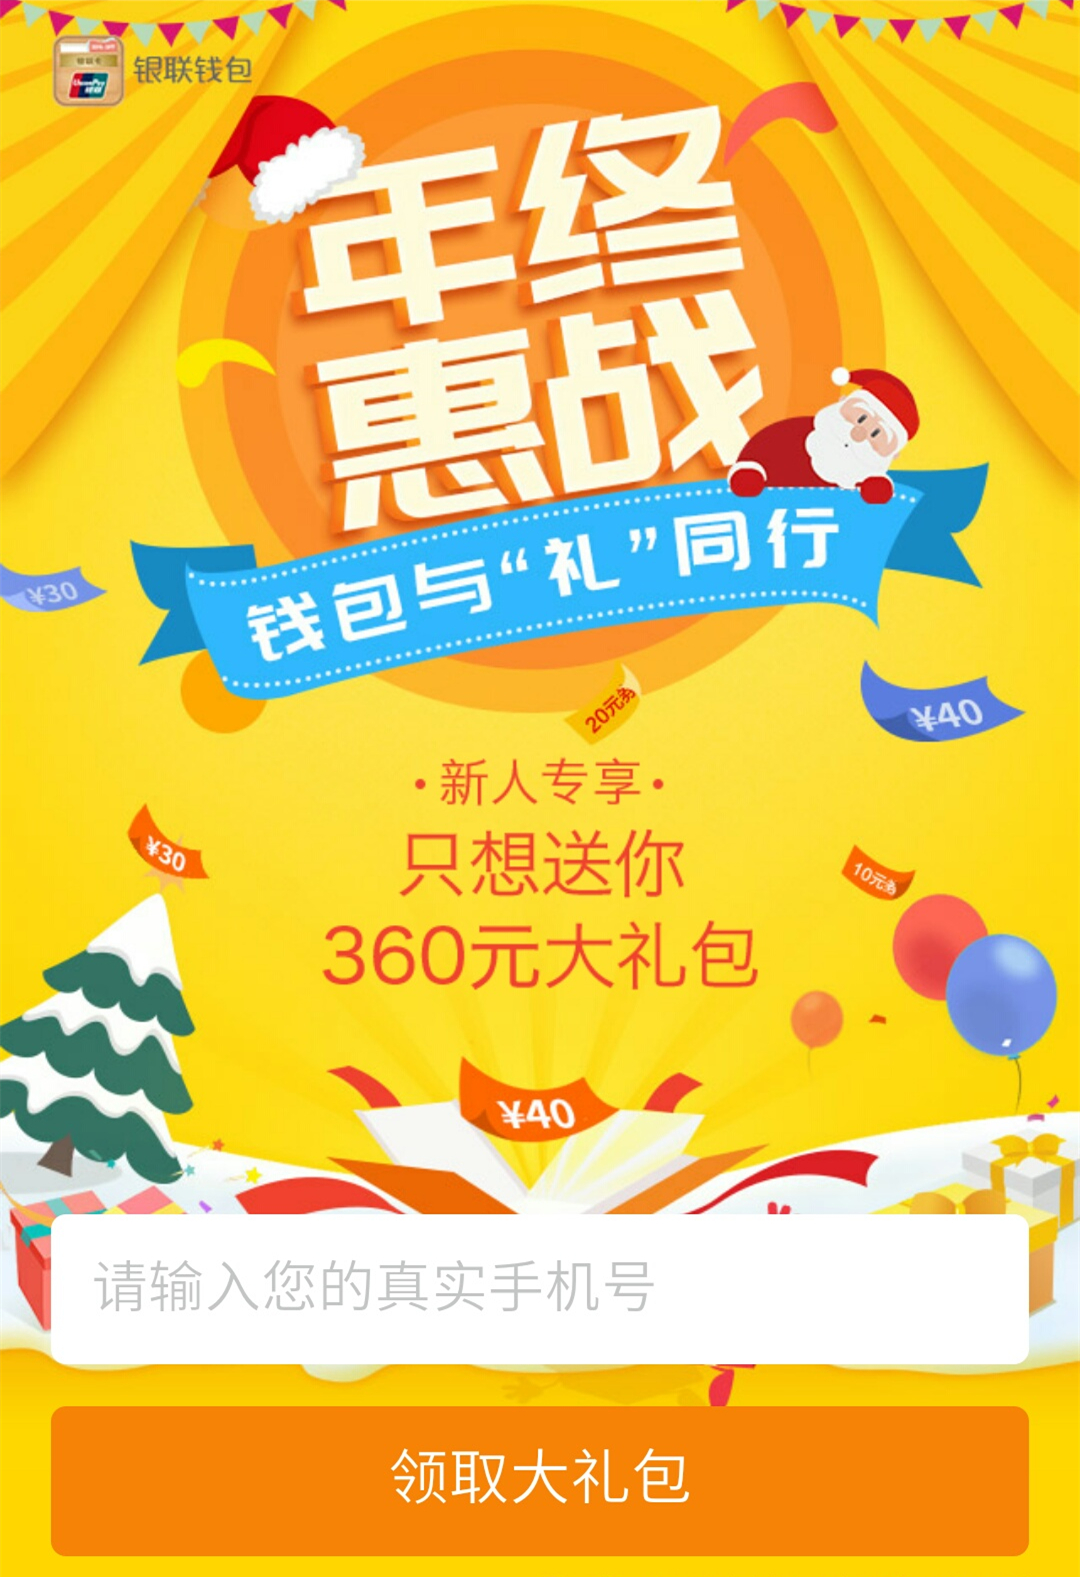 银联钱包
年终
惠战
钱包与“礼”同行
¥30
20元券
¥40
·新人专享·
只想送你
360元大礼包
¥30
10元券
¥40
请输入您的真实手机号
领取大礼包